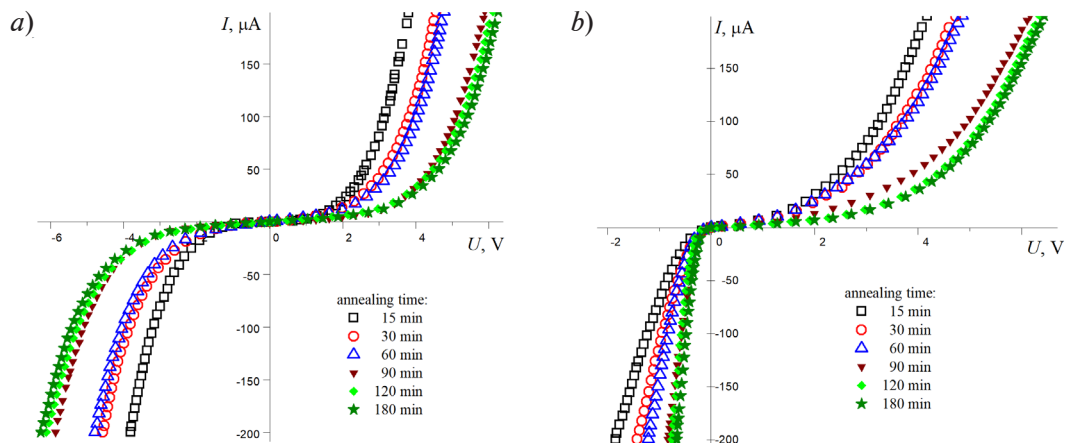 a)
I, μA
150
100
50
-6
-4
-2
0
2
4
U, V
-50
-100
-150
-200
annealing time:
15 min
30 min
60 min
90 min
120 min
180 min
b)
I, μA
150
100
50
-2
0
2
4
U, V
-50
-100
-150
-200
annealing time:
15 min
30 min
60 min
90 min
120 min
180 min